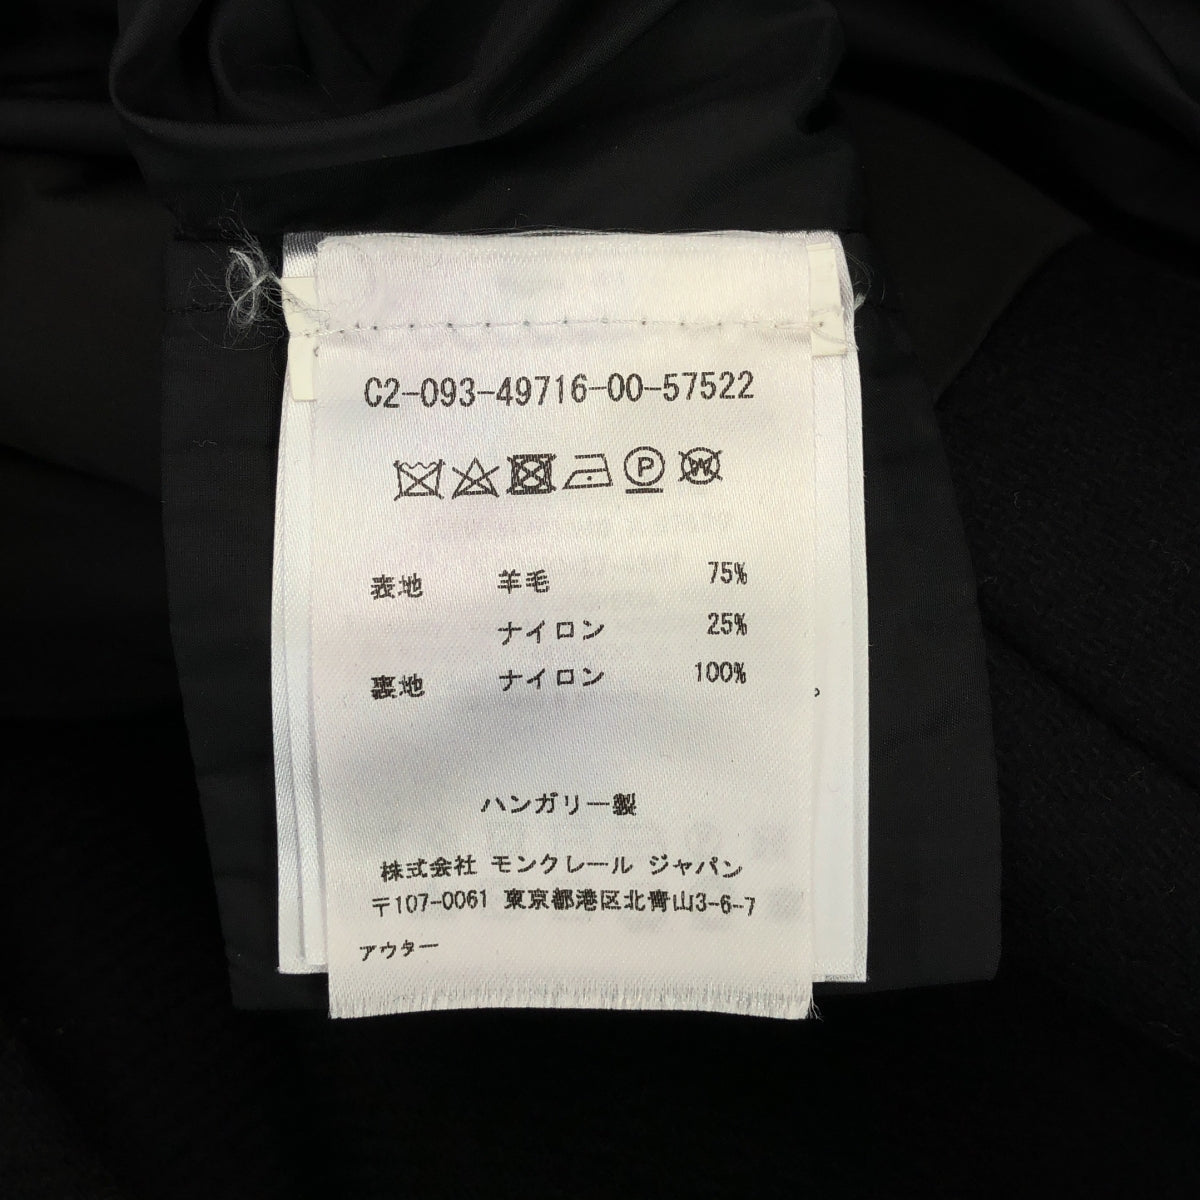 C2-093-49716-00-57522
P W
表地 羊毛 75%
ナイロン 25%
裏地 ナイロン 100%
ハンガリー製
株式会社 モンクレール ジャパン
〒107-0061 東京都港区北青山3-6-7
アウター